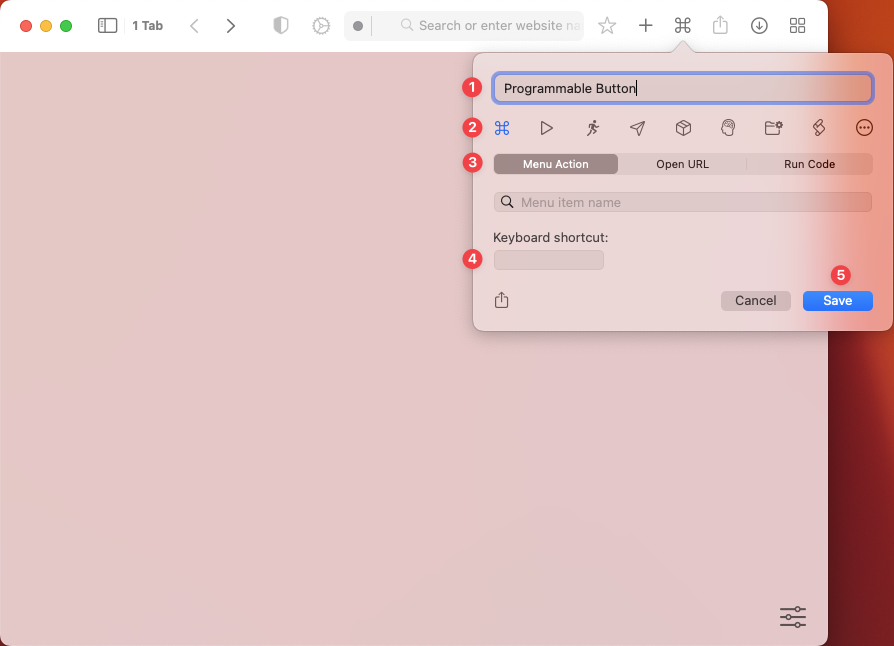 1 Tab
Search or enter website na
1
Programmable Button
2
3
Menu Action
Open URL
Run Code
Menu item name
Keyboard shortcut:
4
5
Cancel
Save